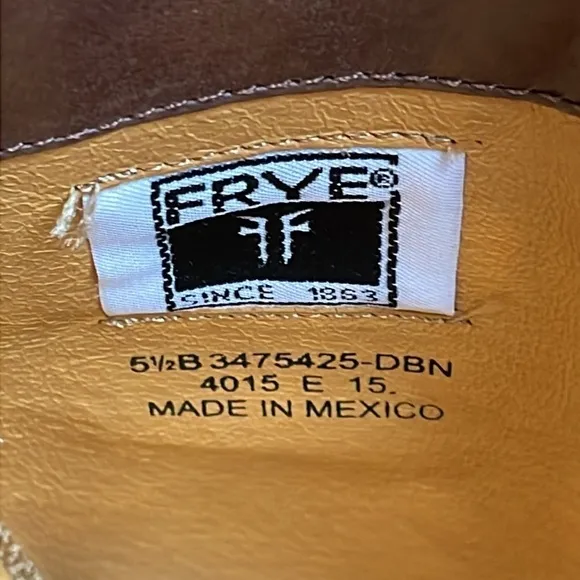 FRYE®
SINCE 1863
5½B 3475425-DBN
4015 E 15.
MADE IN MEXICO